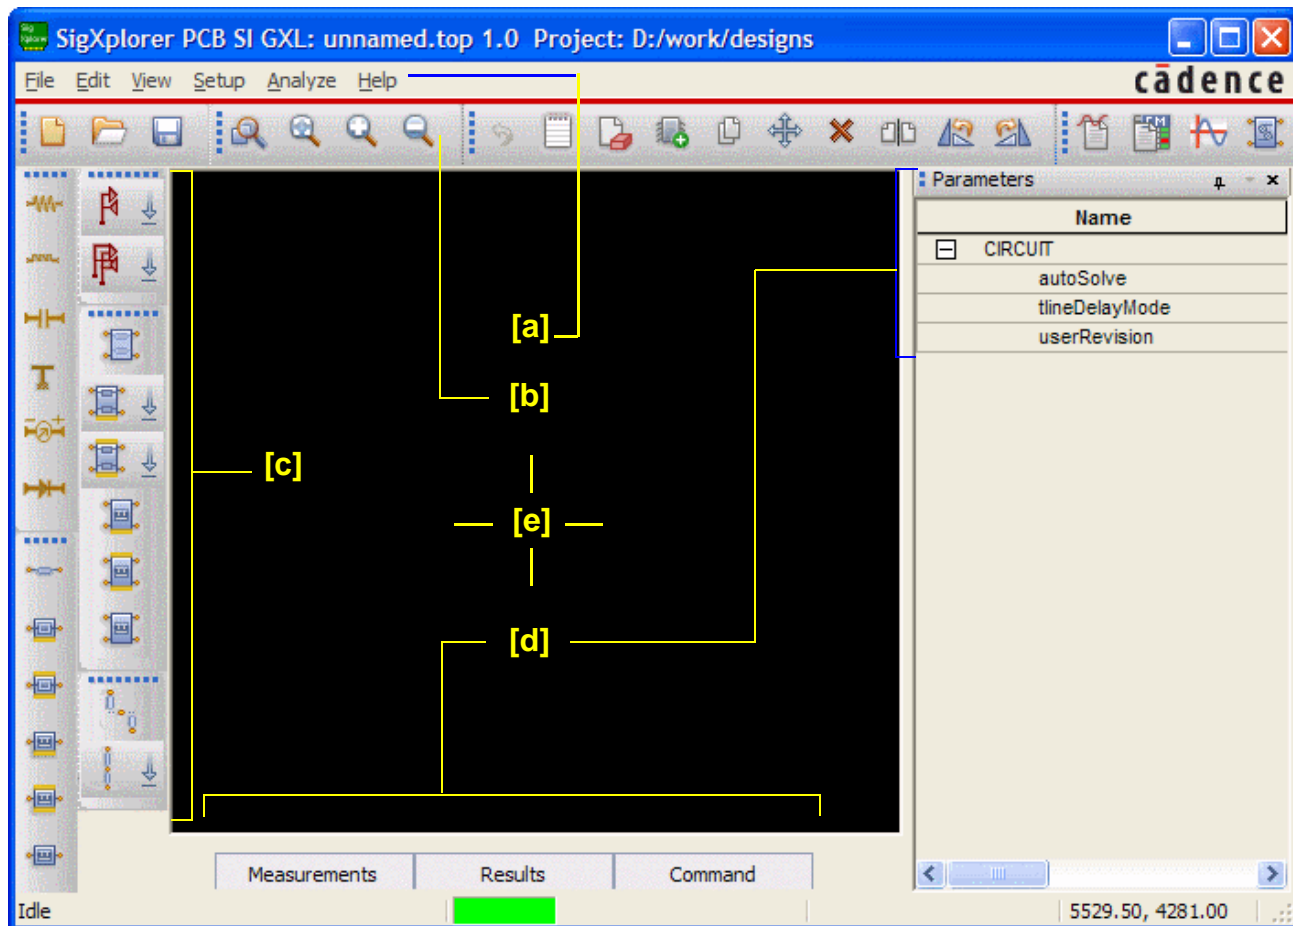 SigXplorer PCB SI GXL: unnamed.top 1.0 Project: D:/work/designs
File Edit View Setup Analyze Help
cādence
Parameters
Name
CIRCUIT
autoSolve
tlineDelayMode
userRevision
[a]
[b]
[c]
[e]
[d]
Measurements Results Command
Idle
5529.50, 4281.00